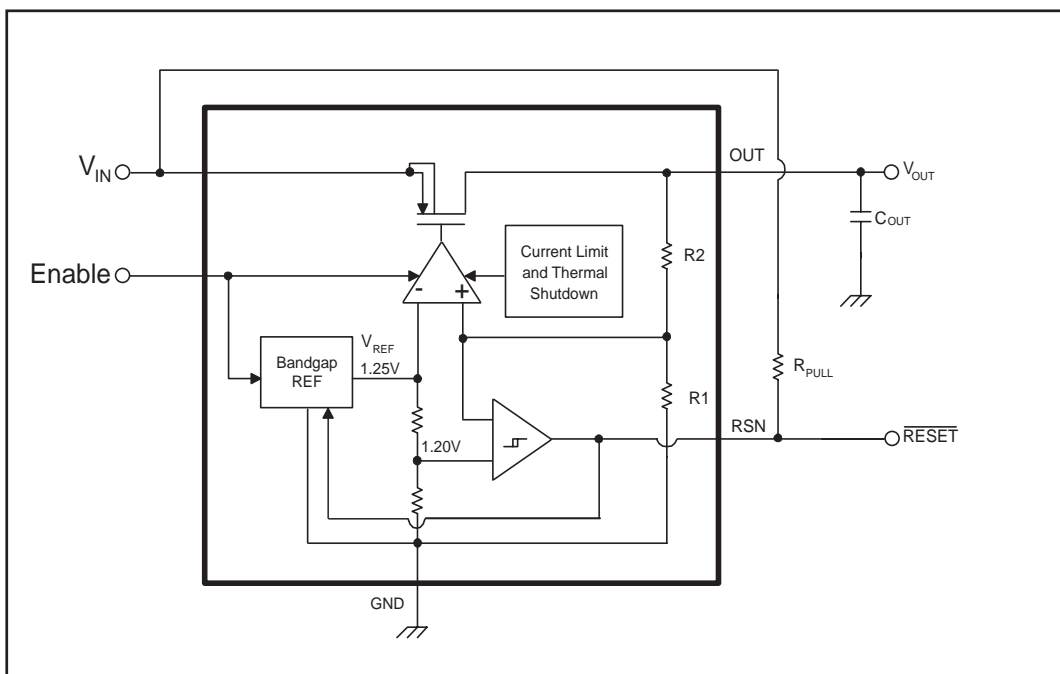 OUT
V_IN
V_OUT
C_OUT
Current Limit
and Thermal
Shutdown
R2
Enable
-
+
V_REF
1.25V
Bandgap
REF
R_PULL
R1
RSN
RESET
1.20V
GND